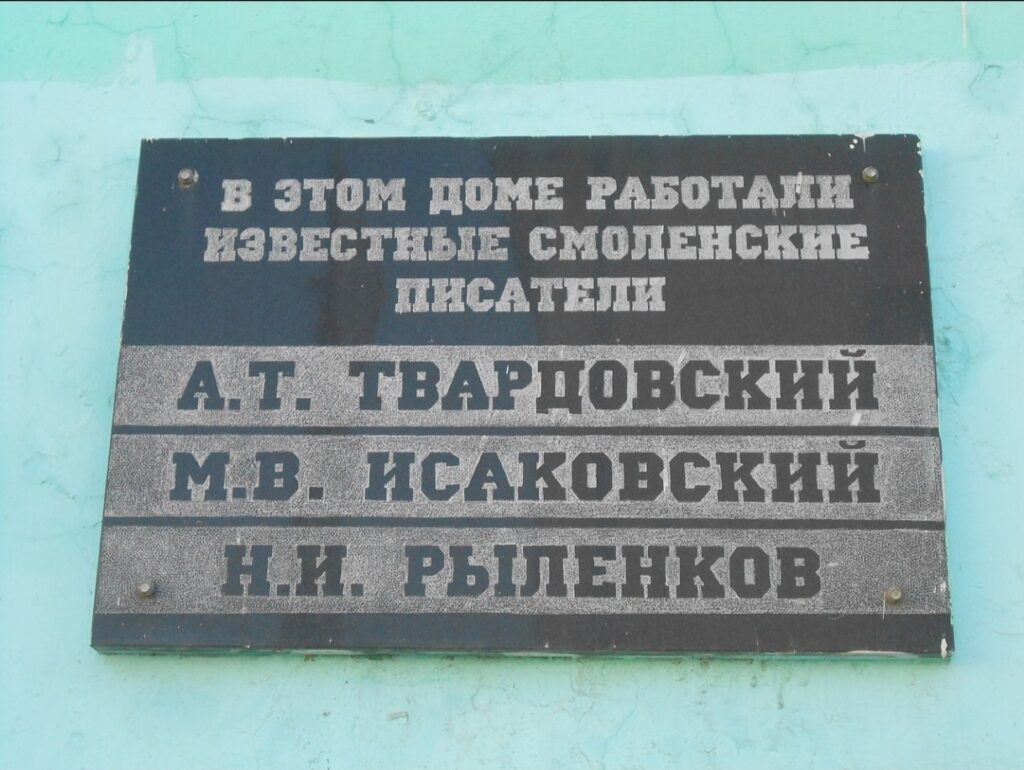 В ЭТОМ ДОМЕ РАБОТАЛИ
ИЗВЕСТНЫЕ СМОЛЕНСКИЕ
ПИСАТЕЛИ
А.Т. ТВАРДОВСКИЙ
М.В. ИСАКОВСКИЙ
Н.И. РЫЛЕНКОВ